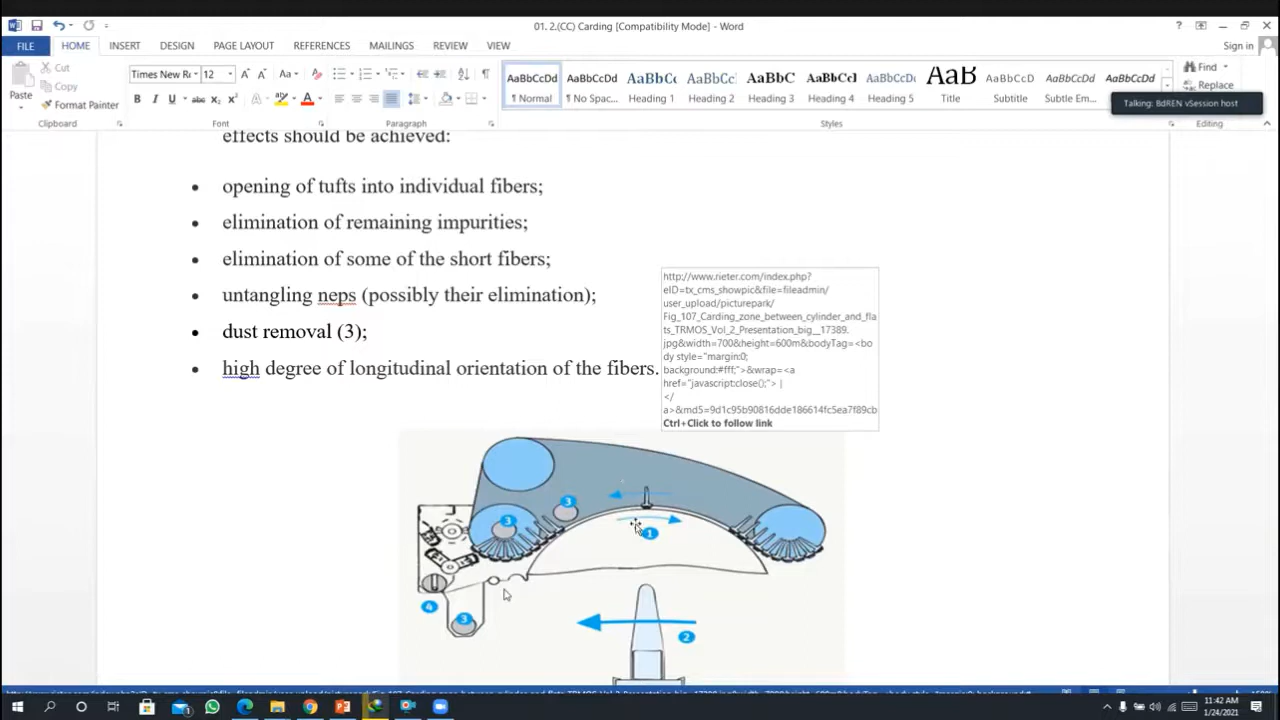 01. 2.(CC) Carding [Compatibility Mode] - Word
FILE HOME INSERT DESIGN PAGE LAYOUT REFERENCES MAILINGS REVIEW VIEW Sign in
Cut
Copy
Format Painter
Paste
Times New Ro 12
AaBbCcDd AaBbCcDd AaBbCc AaBbCc AaBbC AaBbCcI AaBbCcDd AaB AaBbCcDd AaBbCcDd AaBbCcDd
¶ Normal ¶ No Spac... Heading 1 Heading 2 Heading 3 Heading 4 Heading 5 Title Subtitle Subtle Em...
Find
Replace
Talking: BdREN vSession host
Clipboard Font Paragraph Styles Editing
effects should be achieved:
• opening of tufts into individual fibers;
• elimination of remaining impurities;
• elimination of some of the short fibers;
• untangling neps (possibly their elimination);
• dust removal (3);
• high degree of longitudinal orientation of the fibers.
http://www.rieter.com/index.php?
eID=tx_cms_showpic&file=fileadmin/
user_upload/picturepark/
Fig_107_Carding_zone_between_cylinder_and_fla
ts_TRMOS_Vol_2_Presentation_big__17389.
jpg&width=700&height=600m&bodyTag=<bo
dy style="margin:0;
background:#fff;">&wrap=<a
href="javascript:close();"> |
</
a>&md5=9d1c95b90816dde186614fc5ea7f89cb
Ctrl+Click to follow link
3
3
1
4
3
2
11:42 AM
1/24/2021